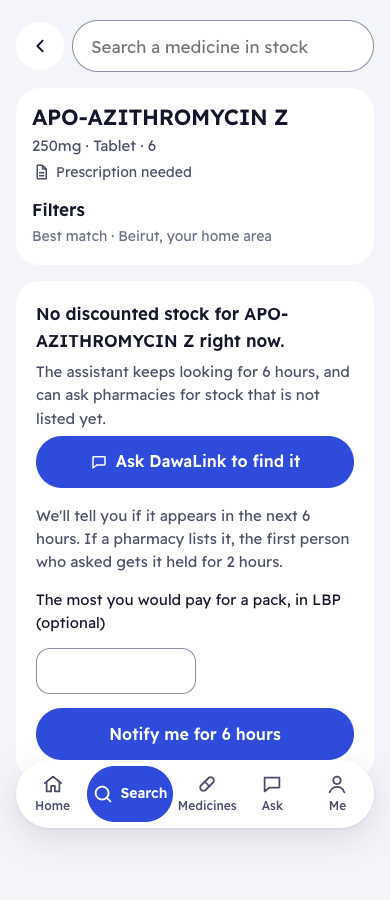 Search a medicine in stock
APO-AZITHROMYCIN Z
250mg · Tablet · 6
Prescription needed
Filters
Best match · Beirut, your home area
No discounted stock for APO-
AZITHROMYCIN Z right now.
The assistant keeps looking for 6 hours, and
can ask pharmacies for stock that is not
listed yet.
Ask DawaLink to find it
We'll tell you if it appears in the next 6
hours. If a pharmacy lists it, the first person
who asked gets it held for 2 hours.
The most you would pay for a pack, in LBP
(optional)
Notify me for 6 hours
Home
Search
Medicines
Ask
Me